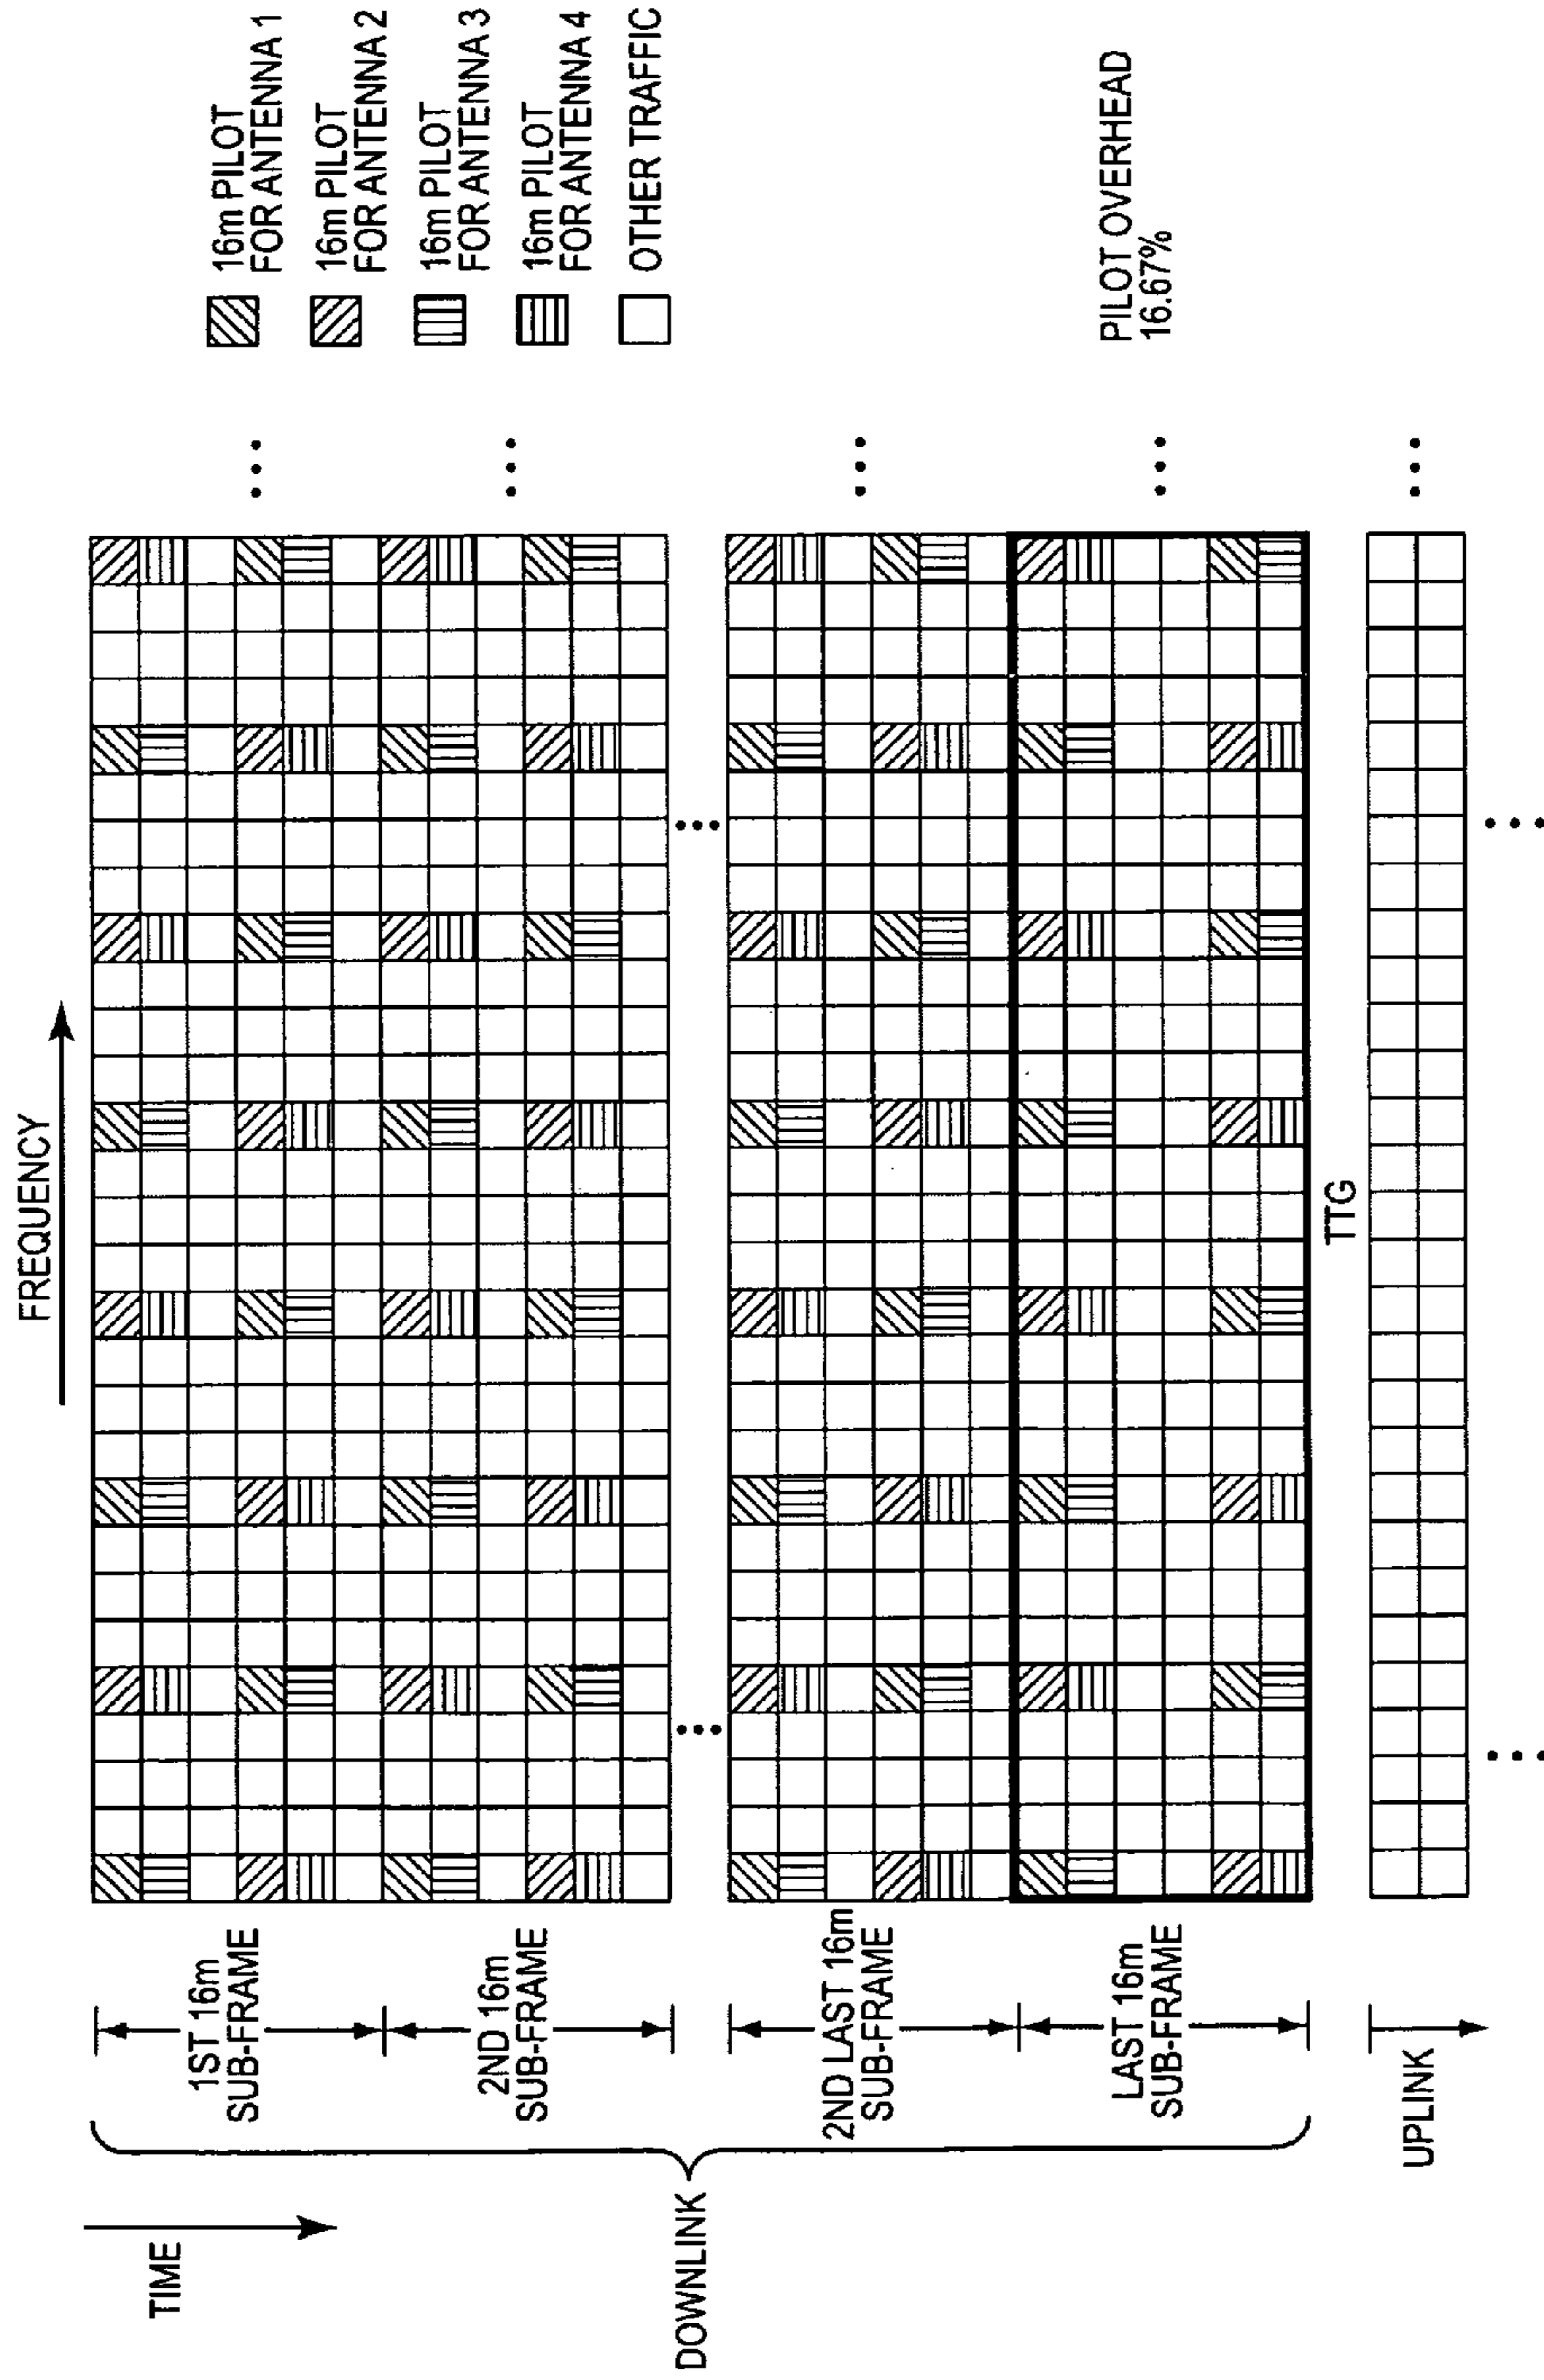 FREQUENCY
TIME
DOWNLINK
1ST 16m
SUB-FRAME
2ND 16m
SUB-FRAME
2ND LAST 16m
SUB-FRAME
LAST 16m
SUB-FRAME
UPLINK
TTG
16m PILOT
FOR ANTENNA 1
16m PILOT
FOR ANTENNA 2
16m PILOT
FOR ANTENNA 3
16m PILOT
FOR ANTENNA 4
OTHER TRAFFIC
PILOT OVERHEAD
16.67%